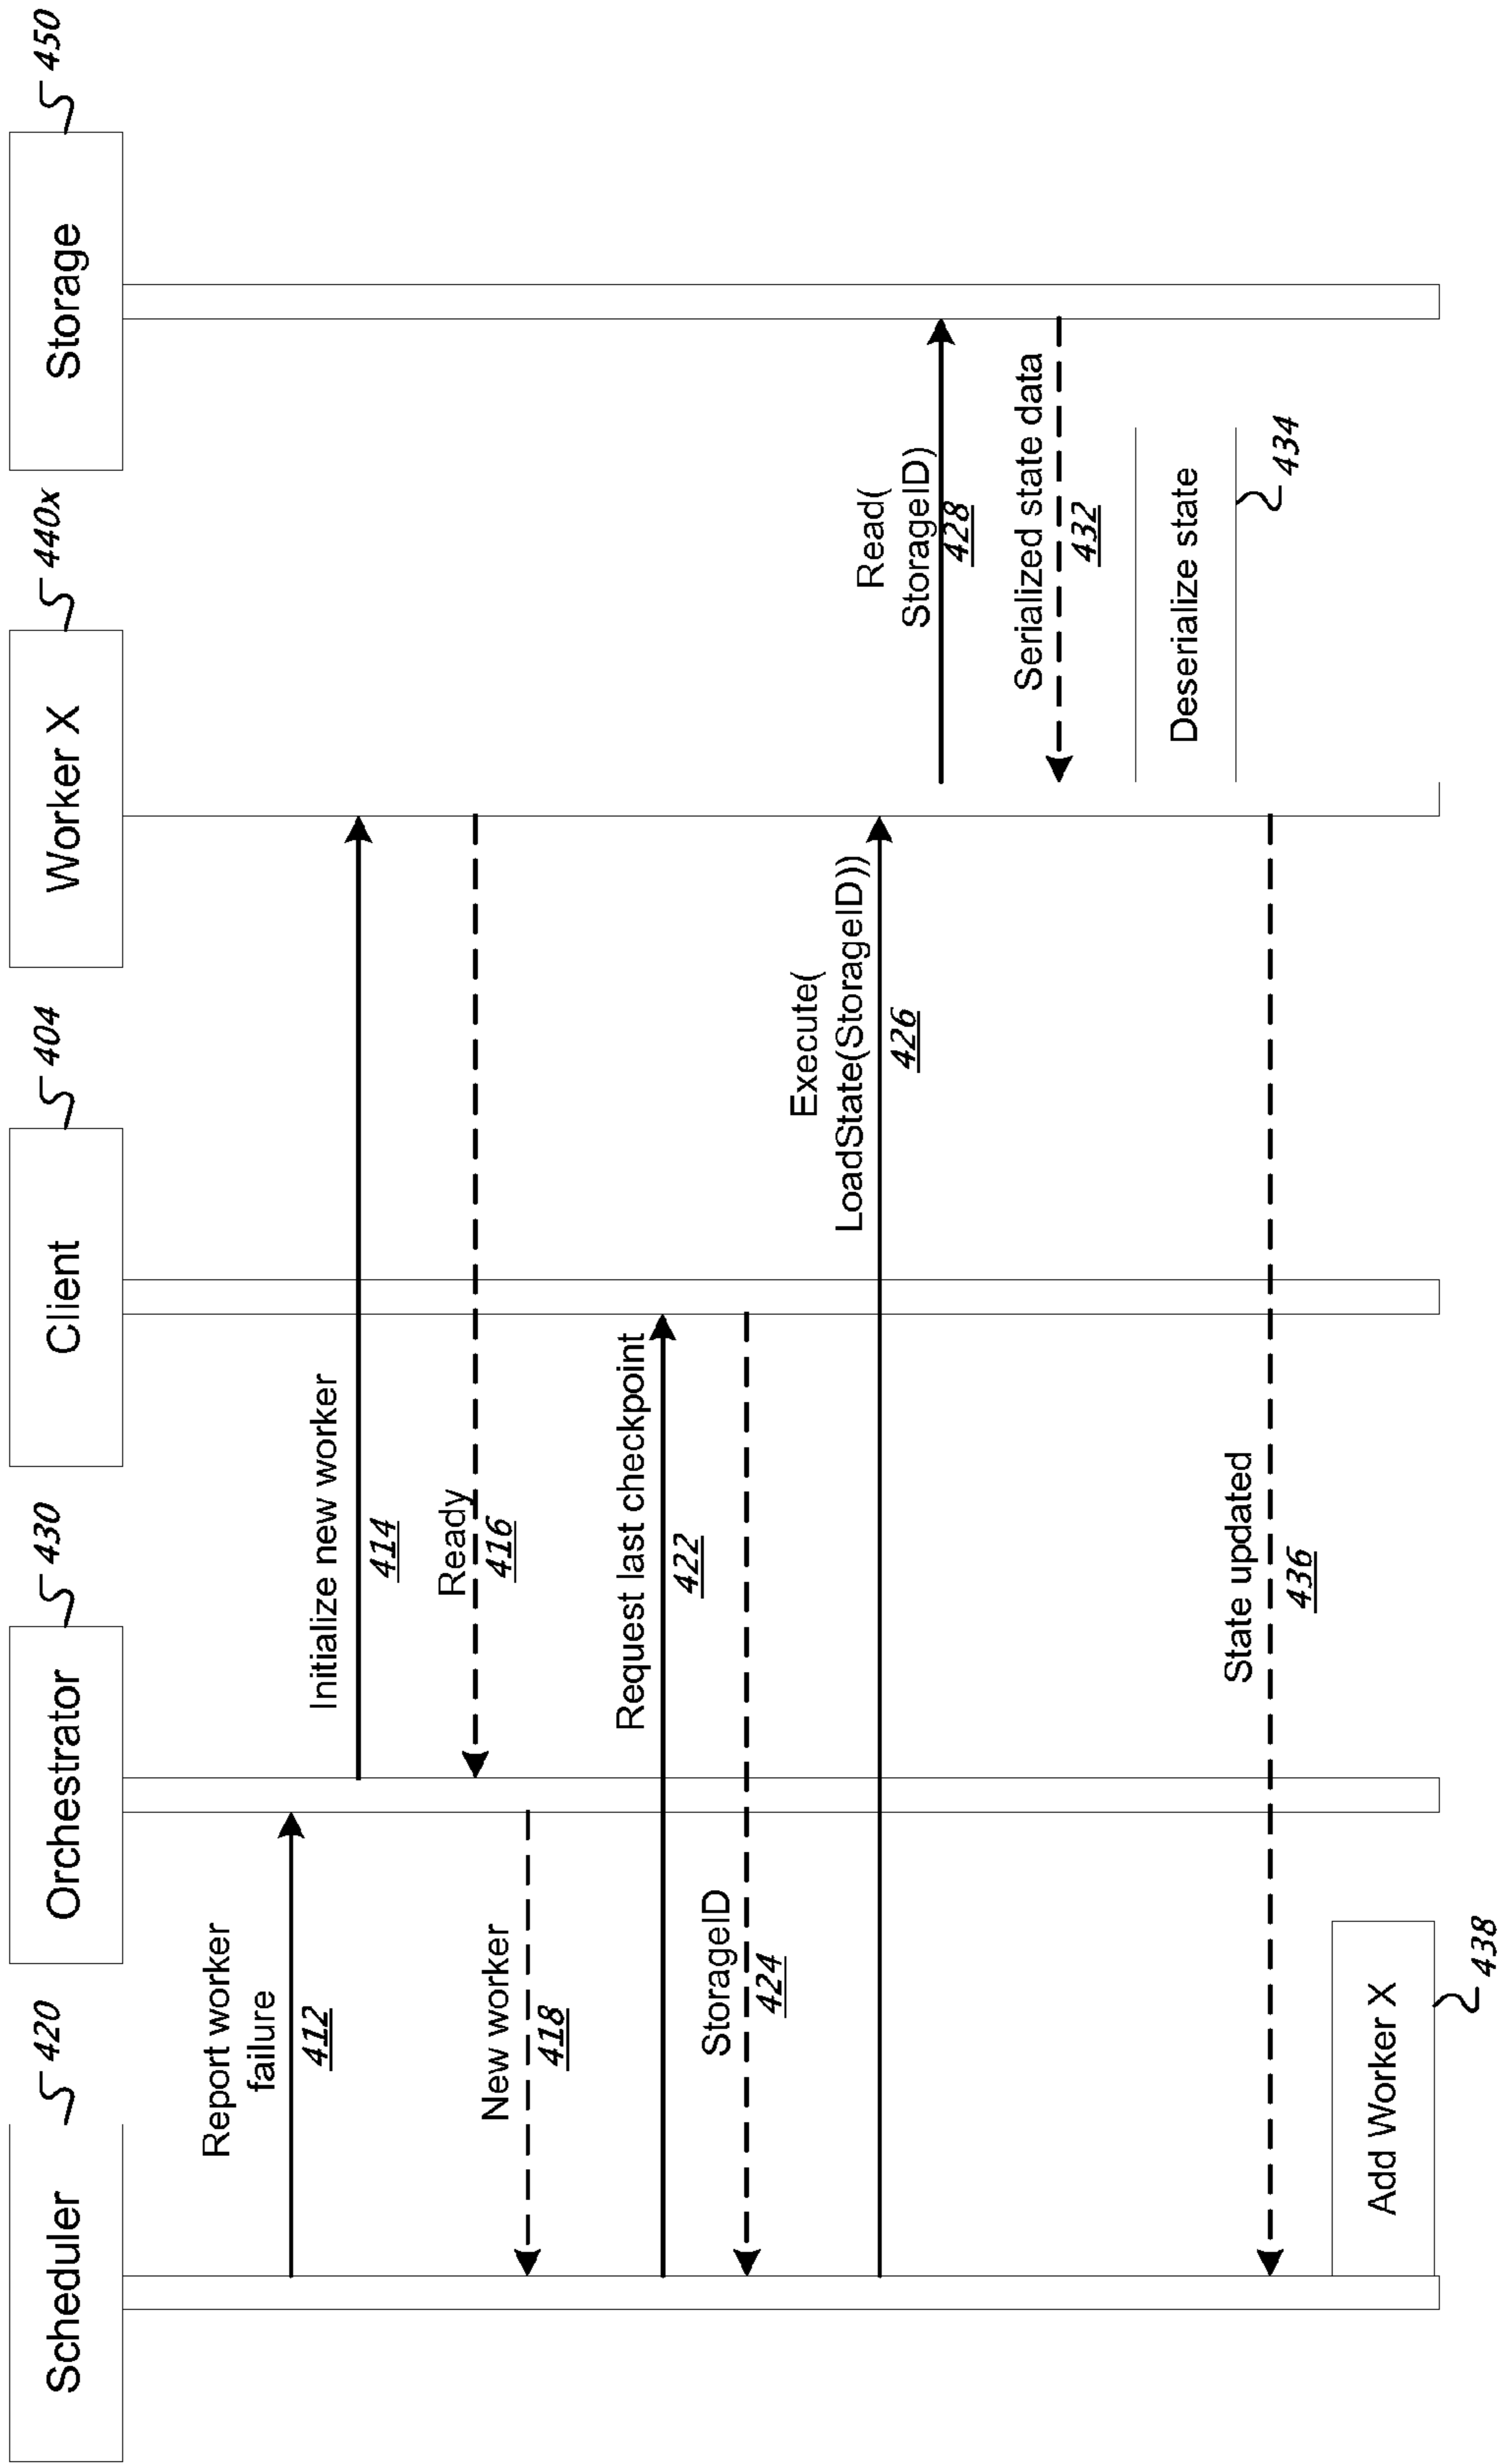 Scheduler
420
Orchestrator
430
Client
404
Worker X
440x
Storage
450
Report worker
failure
412
Initialize new worker
414
Ready
416
New worker
418
Request last checkpoint
422
StorageID
424
Execute(
LoadState(StorageID))
426
Read(
StorageID)
428
Serialized state data
432
Deserialize state
434
State updated
436
Add Worker X
438